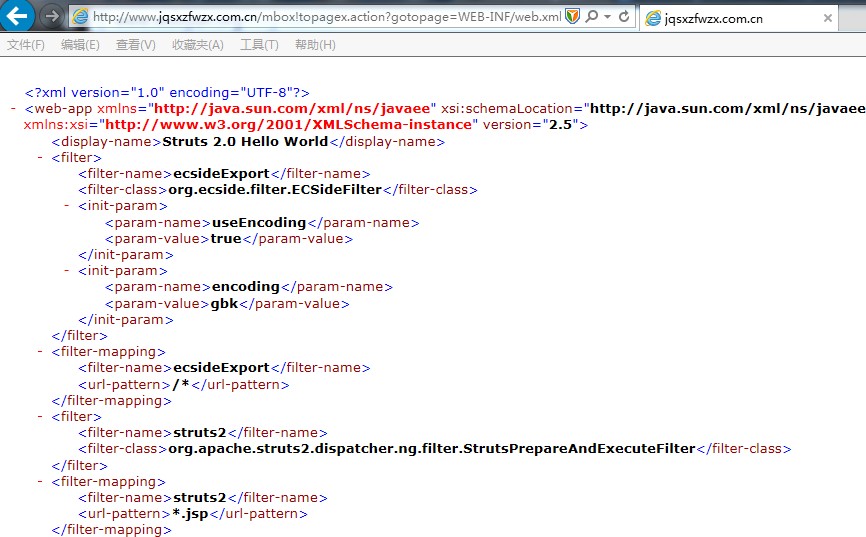 http://www.jqsxzfwzx.com.cn/mbox!topagex.action?gotopage=WEB-INF/web.xml
jqsxzfwzx.com.cn
文件(F) 编辑(E) 查看(V) 收藏夹(A) 工具(T) 帮助(H)
<?xml version="1.0" encoding="UTF-8"?>
- <web-app xmlns="http://java.sun.com/xml/ns/javaee" xsi:schemaLocation="http://java.sun.com/xml/ns/javaee
xmlns:xsi="http://www.w3.org/2001/XMLSchema-instance" version="2.5">
<display-name>Struts 2.0 Hello World</display-name>
- <filter>
<filter-name>ecsideExport</filter-name>
<filter-class>org.ecside.filter.ECSideFilter</filter-class>
- <init-param>
<param-name>useEncoding</param-name>
<param-value>true</param-value>
</init-param>
- <init-param>
<param-name>encoding</param-name>
<param-value>gbk</param-value>
</init-param>
</filter>
- <filter-mapping>
<filter-name>ecsideExport</filter-name>
<url-pattern>/*</url-pattern>
</filter-mapping>
- <filter>
<filter-name>struts2</filter-name>
<filter-class>org.apache.struts2.dispatcher.ng.filter.StrutsPrepareAndExecuteFilter</filter-class>
</filter>
- <filter-mapping>
<filter-name>struts2</filter-name>
<url-pattern>*.jsp</url-pattern>
</filter-mapping>